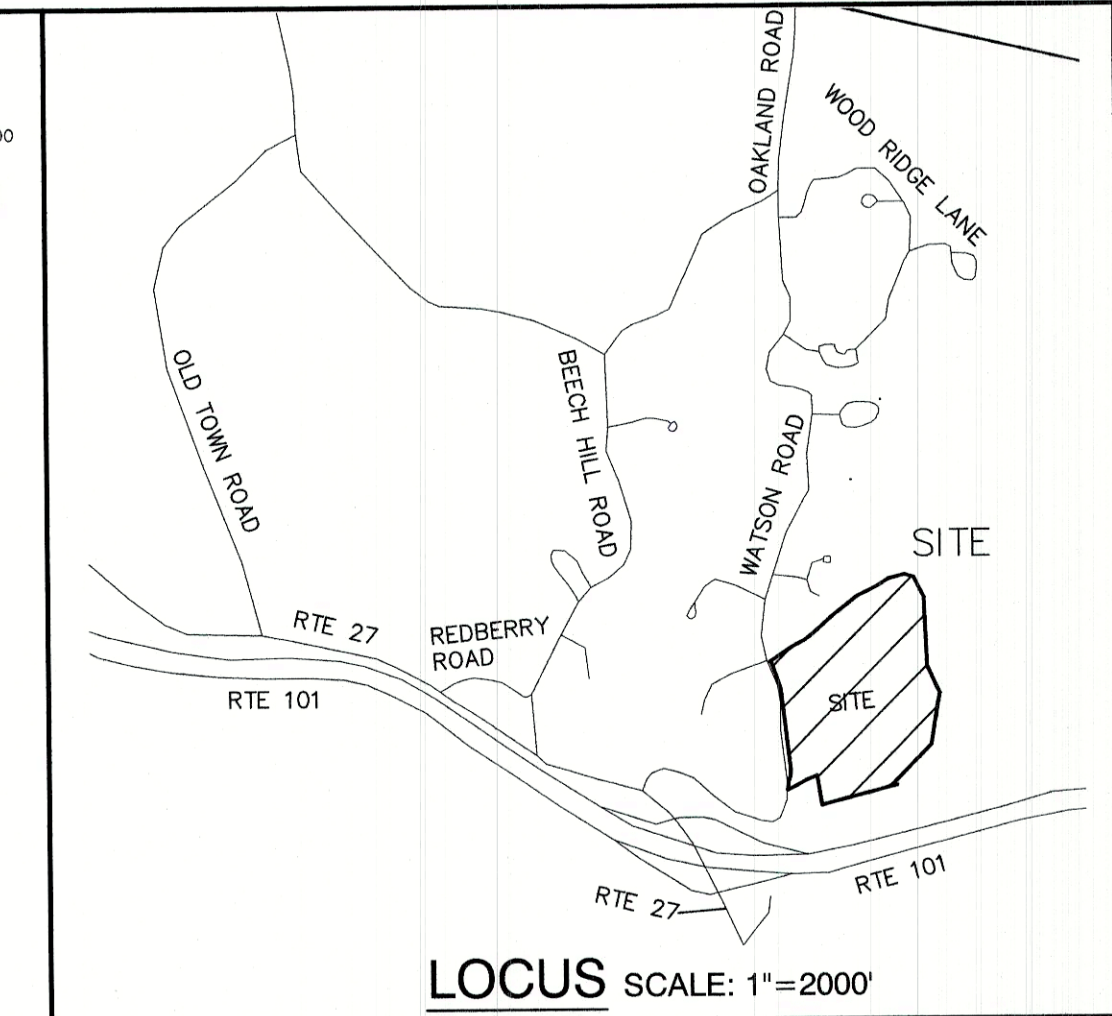 OAKLAND ROAD
WOOD RIDGE LANE
OLD TOWN ROAD
BEECH HILL ROAD
WATSON ROAD
SITE
RTE 27
REDBERRY
ROAD
RTE 101
SITE
RTE 101
RTE 27
LOCUS SCALE: 1"=2000'